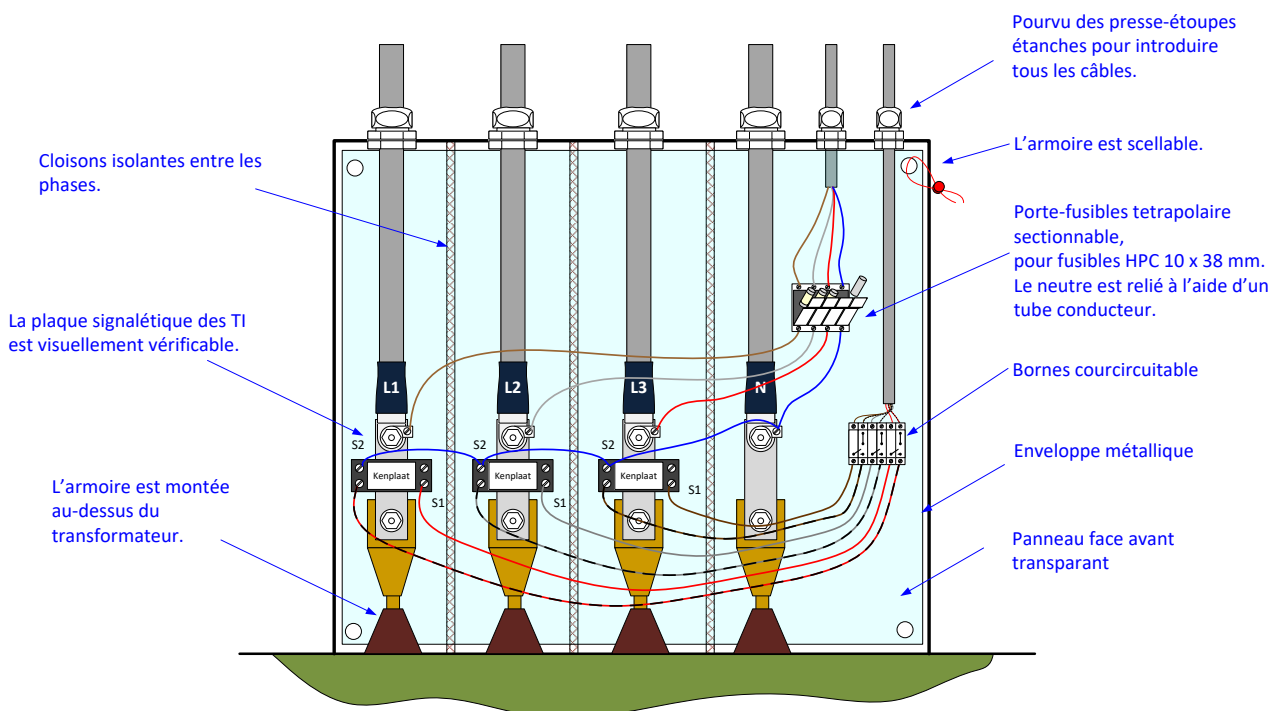 Pourvu des presse-étoupes
étanches pour introduire
tous les câbles.
L'armoire est scellable.
Cloisons isolantes entre les
phases.
Porte-fusibles tetrapolaire
sectionnable,
pour fusibles HPC 10 x 38 mm.
Le neutre est relié à l'aide d'un
tube conducteur.
La plaque signalétique des TI
est visuellement vérifiable.
L1
L2
L3
N
Bornes courcircuitable
S2
S2
S2
Kenplaat
Kenplaat
Kenplaat
S1
S1
S1
Enveloppe métallique
L'armoire est montée
au-dessus du
transformateur.
Panneau face avant
transparant